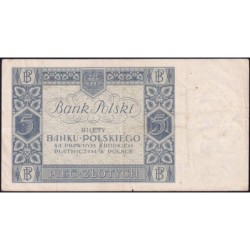 Bank Polski
BILETY
BANKU POLSKIEGO
SĄ PRAWNYM ŚRODKIEM
PŁATNICZYM W POLSCE
5 5
PIĘĆ ZŁOTYCH